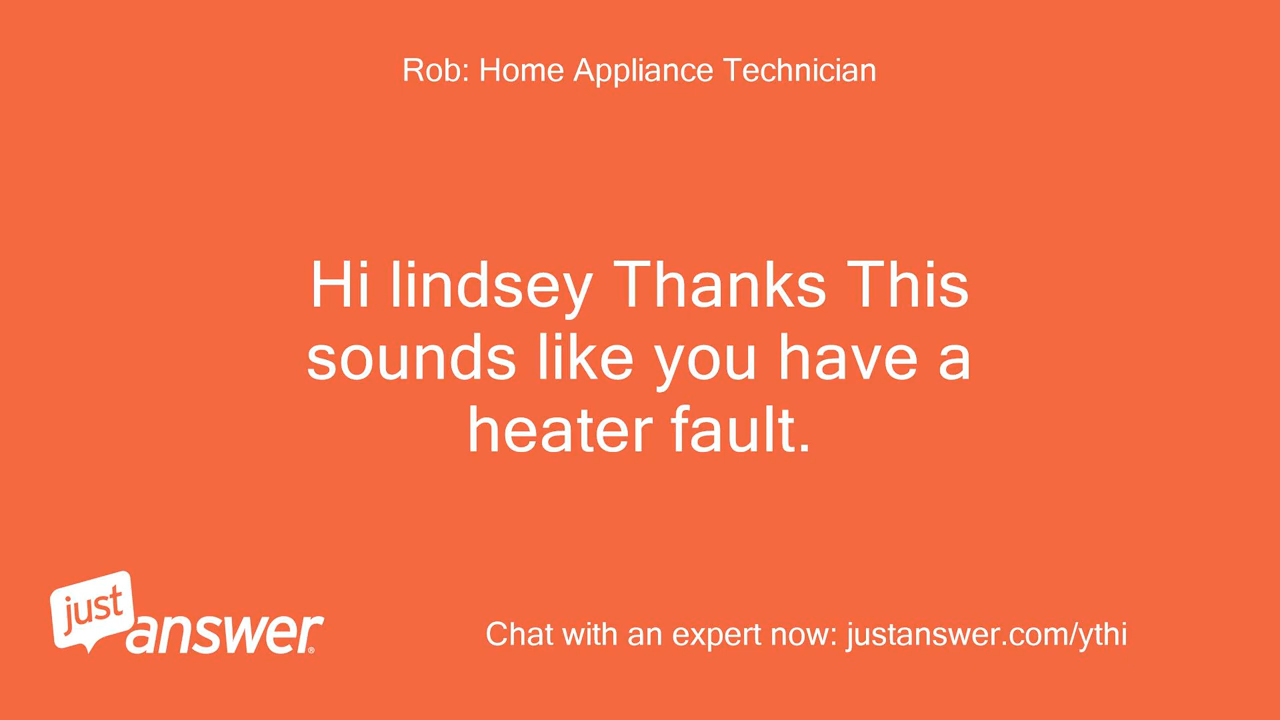 Rob: Home Appliance Technician
Hi lindsey Thanks This
sounds like you have a
heater fault.
just
answer®
Chat with an expert now: justanswer.com/ythi